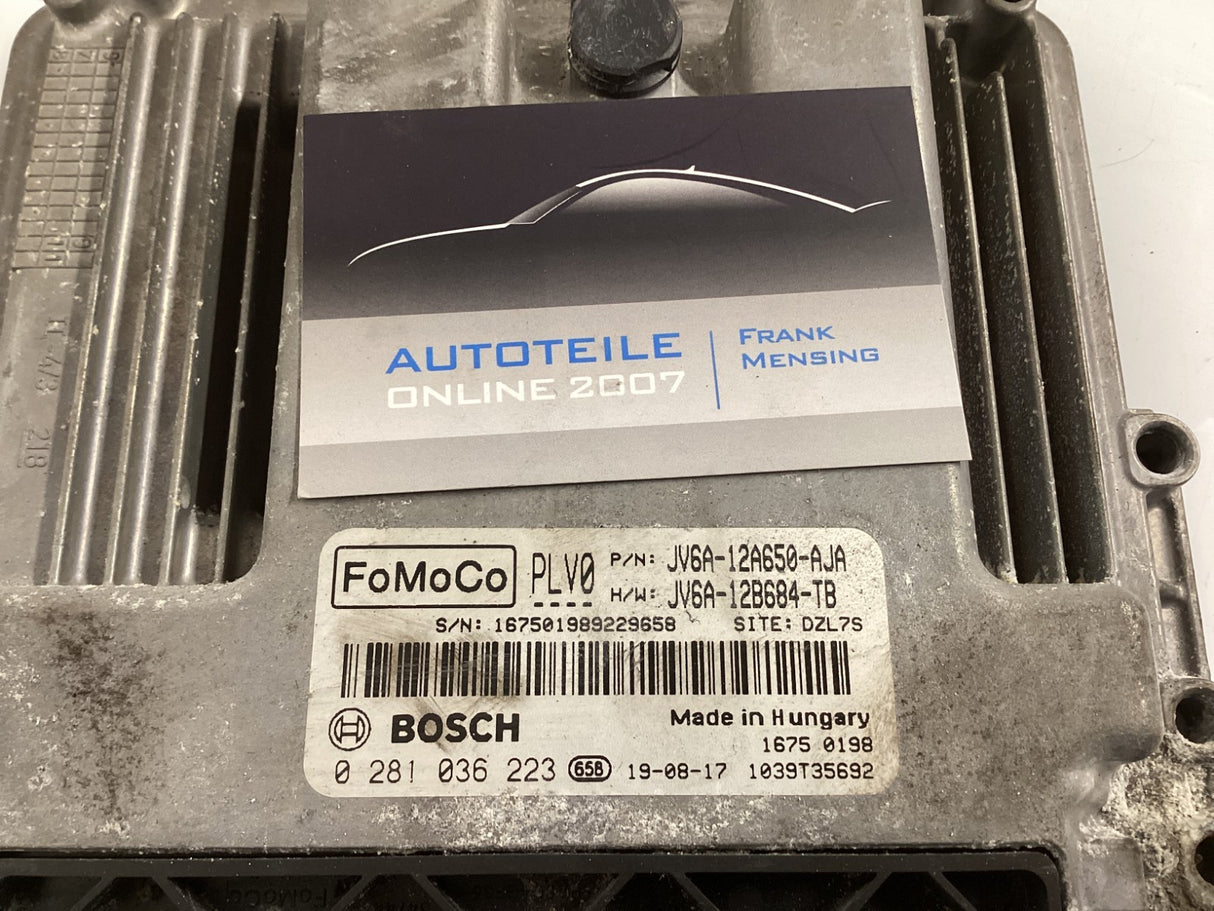 AUTOTEILE
ONLINE 2007
FRANK
MENSING
FoMoCo PLV0 P/N: JV6A-12A650-AJA
H/W: JV6A-12B684-TB
S/N: 167501989229658 SITE: DZL7S
BOSCH Made in Hungary
1675 0198
0 281 036 223 658 19-08-17 1039T35692
FoMoCo